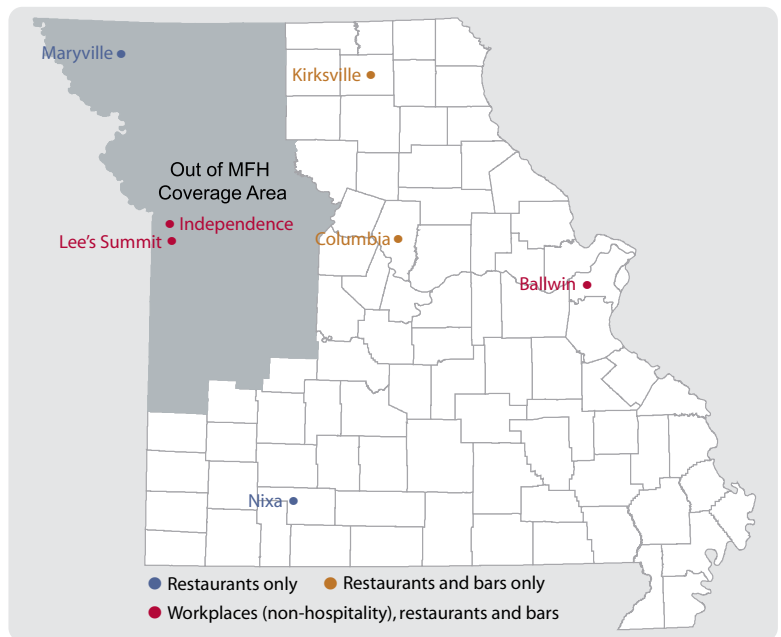 Maryville
Kirksville
Out of MFH
Coverage Area
Independence
Lee's Summit
Columbia
Ballwin
Nixa
Restaurants only
Restaurants and bars only
Workplaces (non-hospitality), restaurants and bars